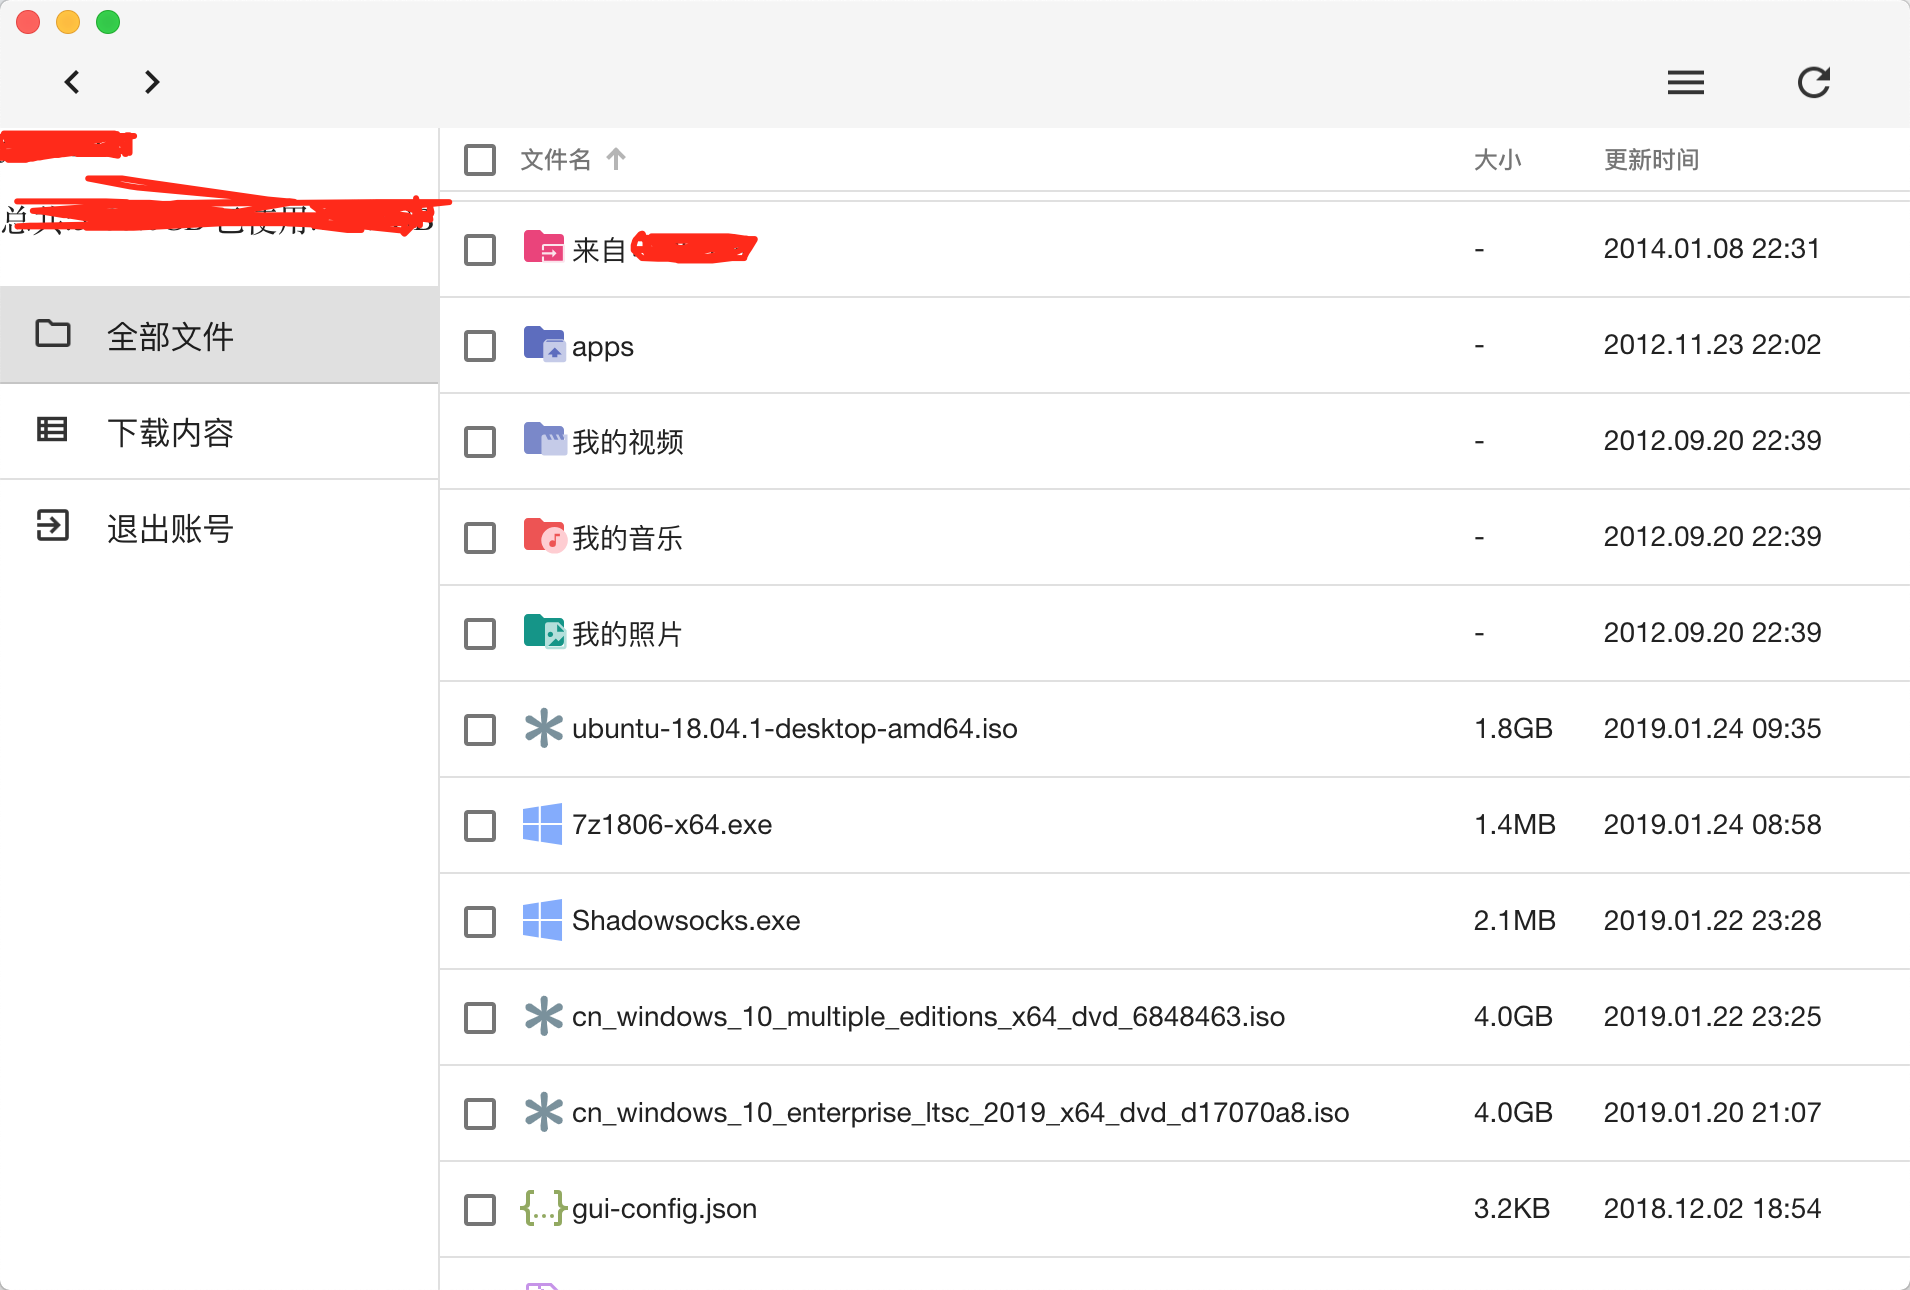 文件名 大小 更新时间
已使用
来自 - 2014.01.08 22:31
全部文件
apps - 2012.11.23 22:02
下载内容
我的视频 - 2012.09.20 22:39
退出账号
我的音乐 - 2012.09.20 22:39
我的照片 - 2012.09.20 22:39
ubuntu-18.04.1-desktop-amd64.iso 1.8GB 2019.01.24 09:35
7z1806-x64.exe 1.4MB 2019.01.24 08:58
Shadowsocks.exe 2.1MB 2019.01.22 23:28
cn_windows_10_multiple_editions_x64_dvd_6848463.iso 4.0GB 2019.01.22 23:25
cn_windows_10_enterprise_ltsc_2019_x64_dvd_d17070a8.iso 4.0GB 2019.01.20 21:07
gui-config.json 3.2KB 2018.12.02 18:54